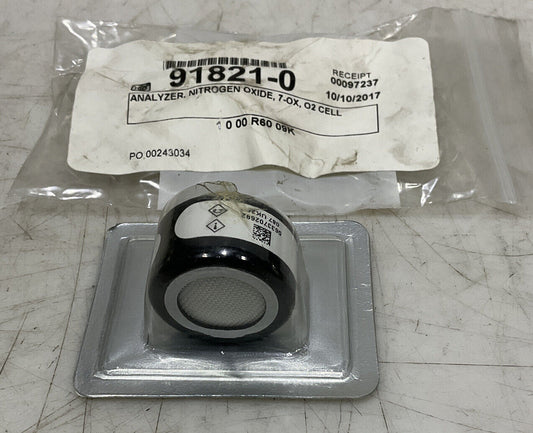 91821-0
RECEIPT
00097237
10/10/2017
ANALYZER, NITROGEN OXIDE, 7-OX, O2 CELL
0 00 R60 09K
PO 00243034